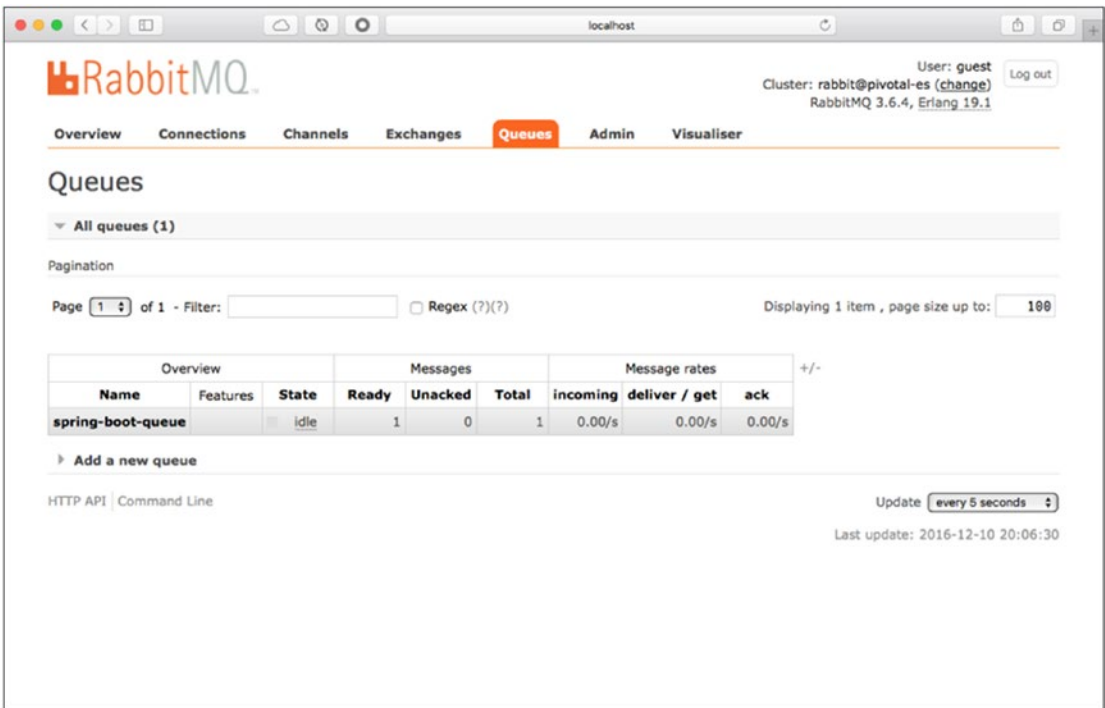 localhost
RabbitMQ
User: guest
Log out
Cluster: rabbit@pivotal-es (change)
RabbitMQ 3.6.4, Erlang 19.1
Overview Connections Channels Exchanges Queues Admin Visualiser
Queues
All queues (1)
Pagination
Page 1 of 1 - Filter: Regex (?)(?) Displaying 1 item , page size up to: 100
Overview Messages Message rates +/-
Name Features State Ready Unacked Total incoming deliver / get ack
spring-boot-queue idle 1 0 1 0.00/s 0.00/s 0.00/s
Add a new queue
HTTP API Command Line Update every 5 seconds
Last update: 2016-12-10 20:06:30